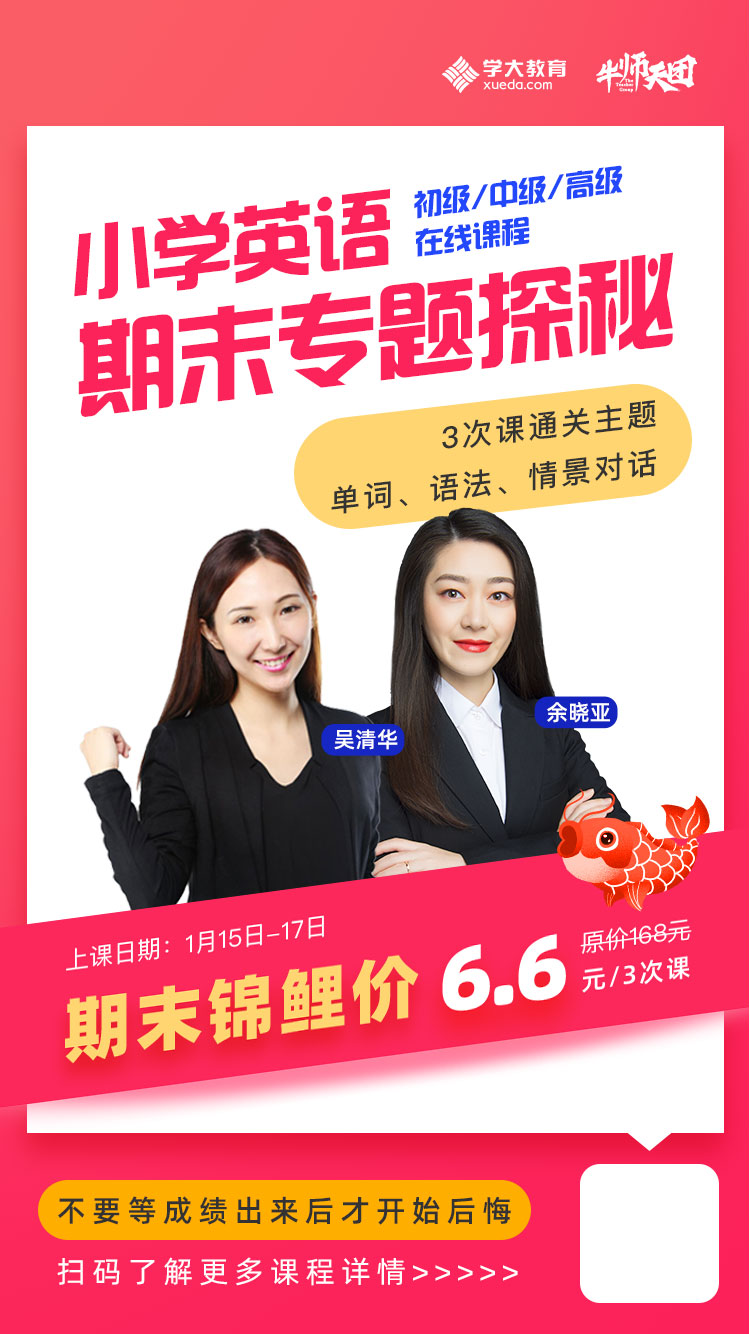 学大教育
xueda.com
牛师天团
The Teacher Group
小学英语
初级/中级/高级
在线课程
期末专题探秘
3次课通关主题
单词、语法、情景对话
吴清华
余晓亚
上课日期：1月15日-17日
期末锦鲤价 6.6
原价168元
元/3次课
不要等成绩出来后才开始后悔
扫码了解更多课程详情>>>>>